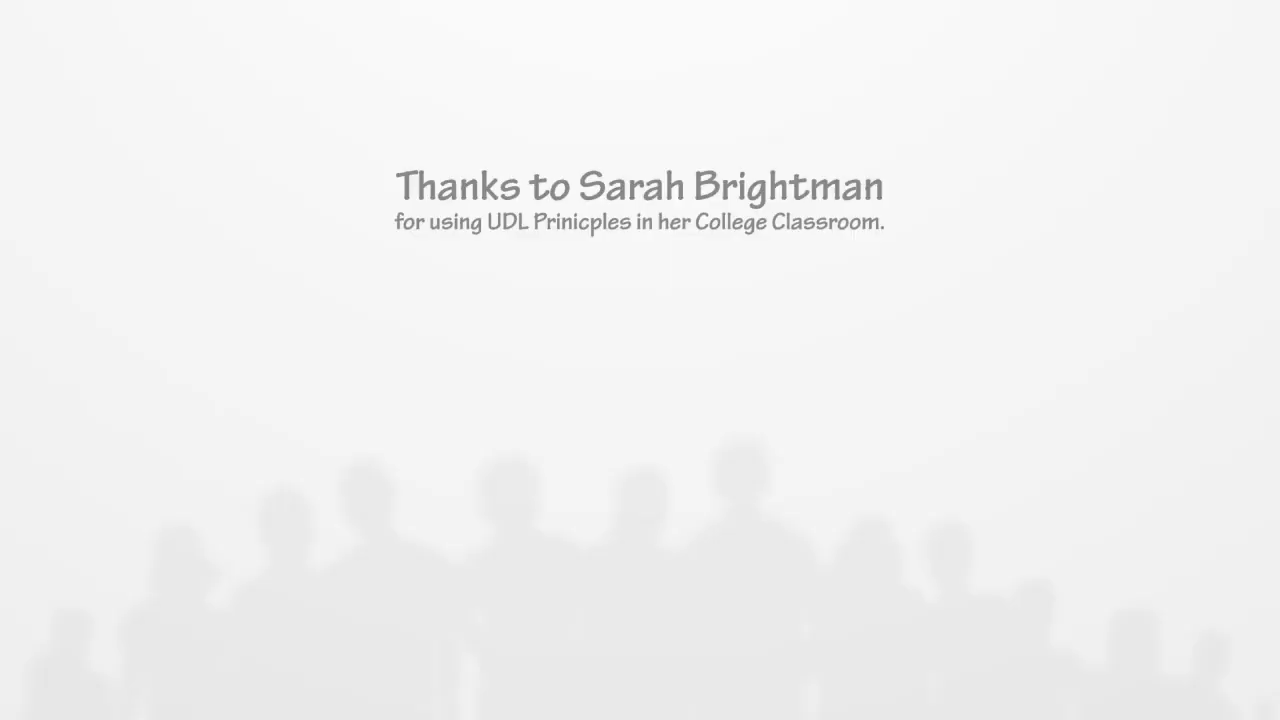 Thanks to Sarah Brightman
for using UDL Prinicples in her College Classroom.